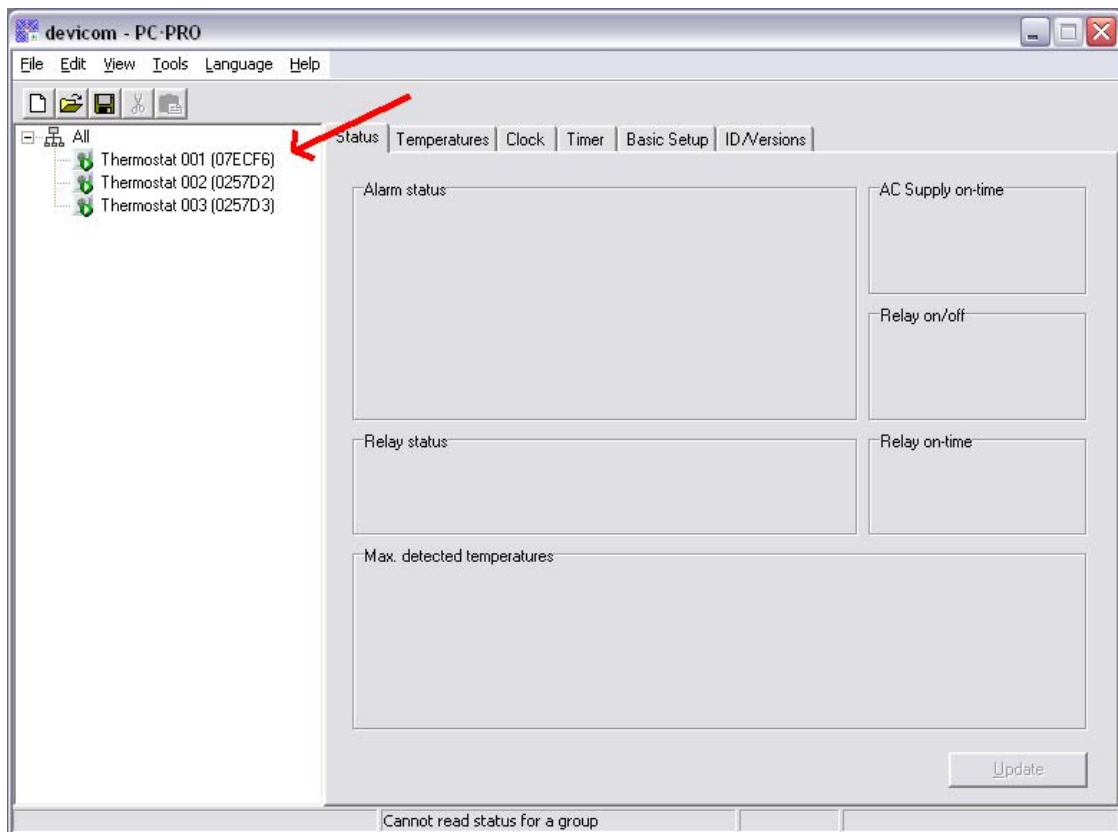 devicom - PC-PRO
File Edit View Tools Language Help
All
Thermostat 001 (07ECF6)
Thermostat 002 (0257D2)
Thermostat 003 (0257D3)
Status Temperatures Clock Timer Basic Setup ID/Versions
Alarm status
AC Supply on-time
Relay on/off
Relay status
Relay on-time
Max. detected temperatures
Update
Cannot read status for a group